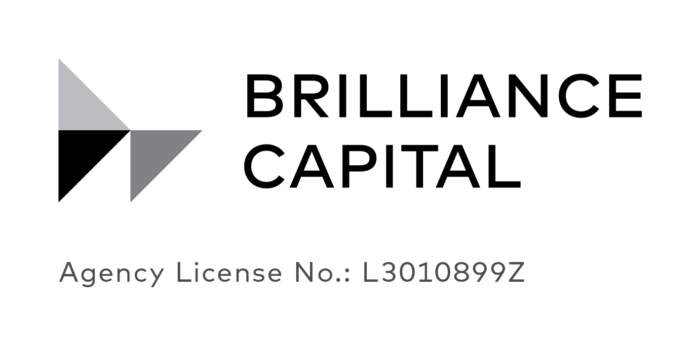 BRILLIANCE
CAPITAL
Agency License No.: L3010899Z